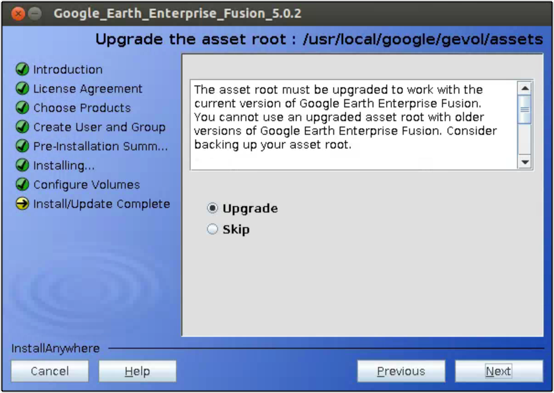 Google_Earth_Enterprise_Fusion_5.0.2
Upgrade the asset root : /usr/local/google/gevol/assets
Introduction
License Agreement
Choose Products
Create User and Group
Pre-Installation Summ...
Installing...
Configure Volumes
Install/Update Complete
The asset root must be upgraded to work with the
current version of Google Earth Enterprise Fusion.
You cannot use an upgraded asset root with older
versions of Google Earth Enterprise Fusion. Consider
backing up your asset root.
Upgrade
Skip
InstallAnywhere
Cancel
Help
Previous
Next